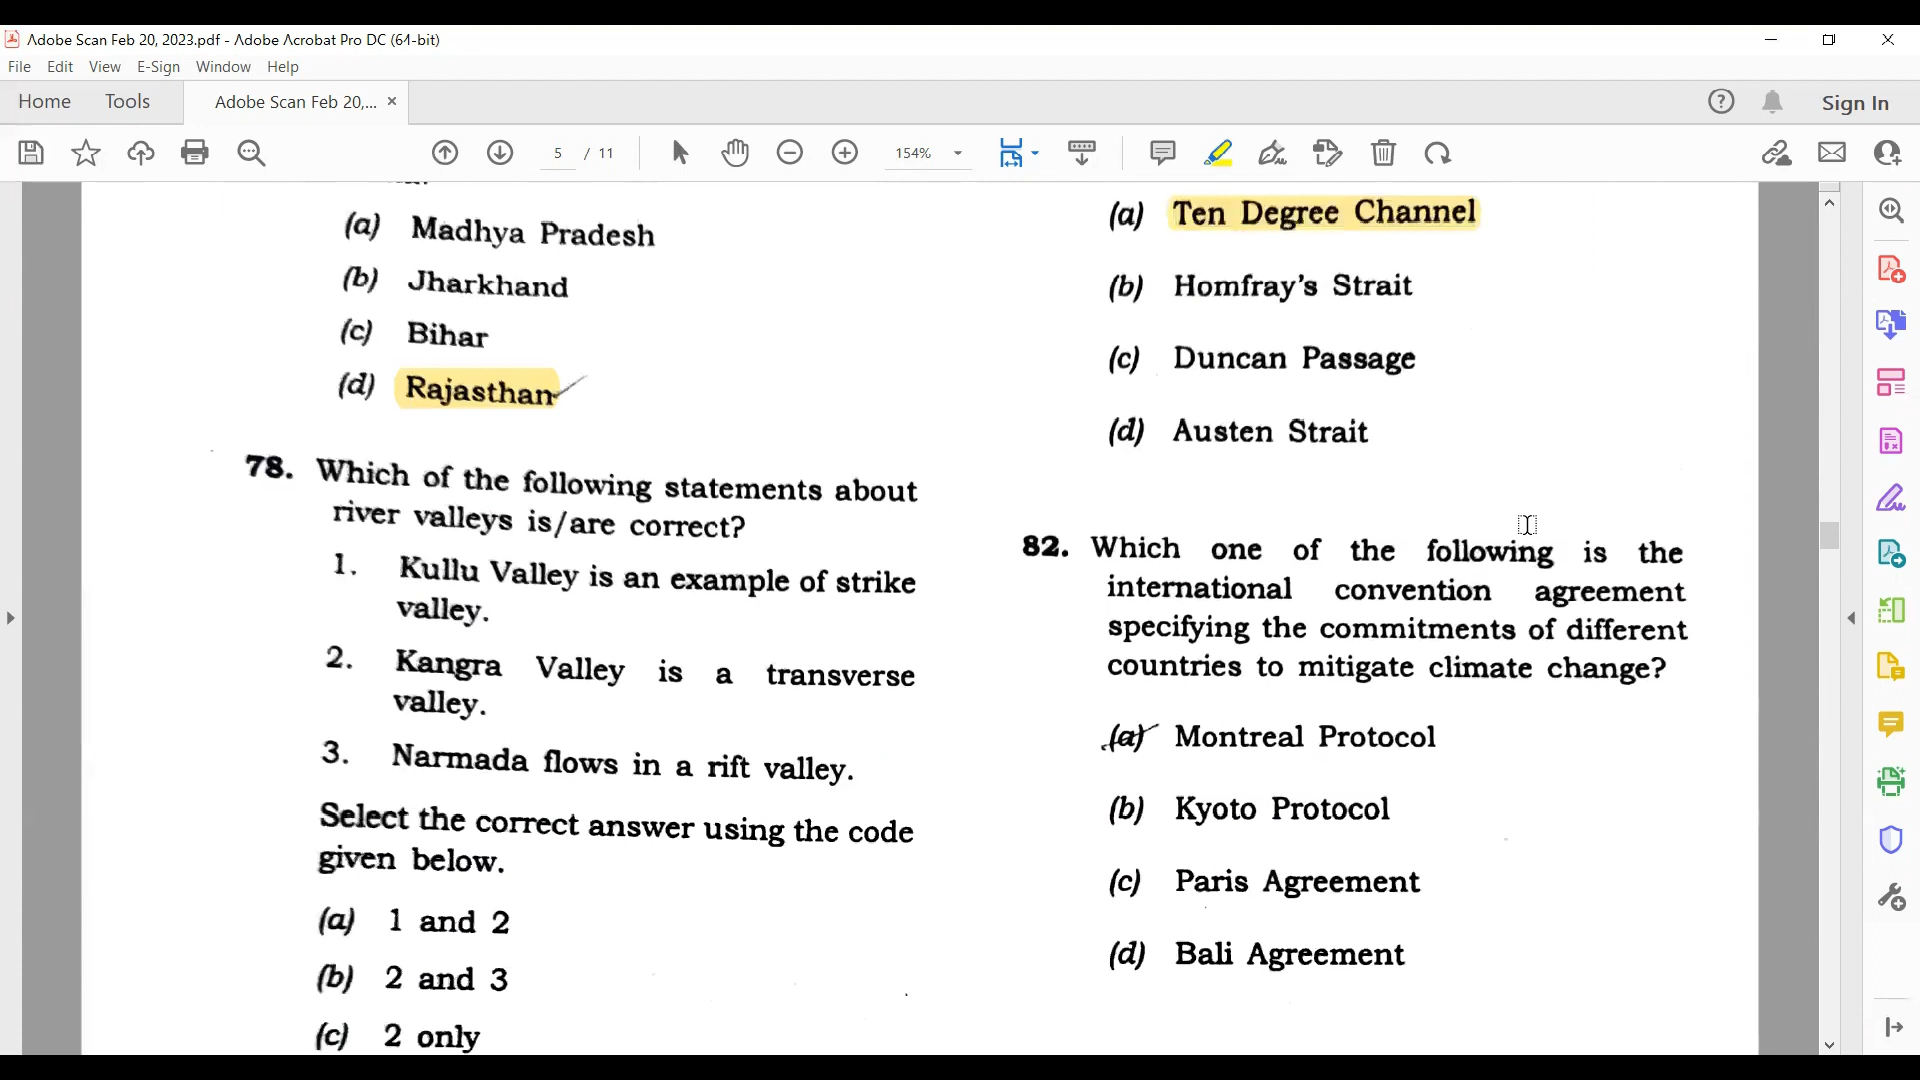 Adobe Scan Feb 20, 2023.pdf - Adobe Acrobat Pro DC (64-bit)
File Edit View E-Sign Window Help
Home Tools Adobe Scan Feb 20,... × Sign In
5 / 11 154%
(a) Madhya Pradesh
(b) Jharkhand
(c) Bihar
(d) Rajasthan
78. Which of the following statements about
river valleys is/are correct?
1. Kullu Valley is an example of strike
valley.
2. Kangra Valley is a transverse
valley.
3. Narmada flows in a rift valley.
Select the correct answer using the code
given below.
(a) 1 and 2
(b) 2 and 3
(c) 2 only
(a) Ten Degree Channel
(b) Homfray's Strait
(c) Duncan Passage
(d) Austen Strait
82. Which one of the following is the
international convention agreement
specifying the commitments of different
countries to mitigate climate change?
(a) Montreal Protocol
(b) Kyoto Protocol
(c) Paris Agreement
(d) Bali Agreement